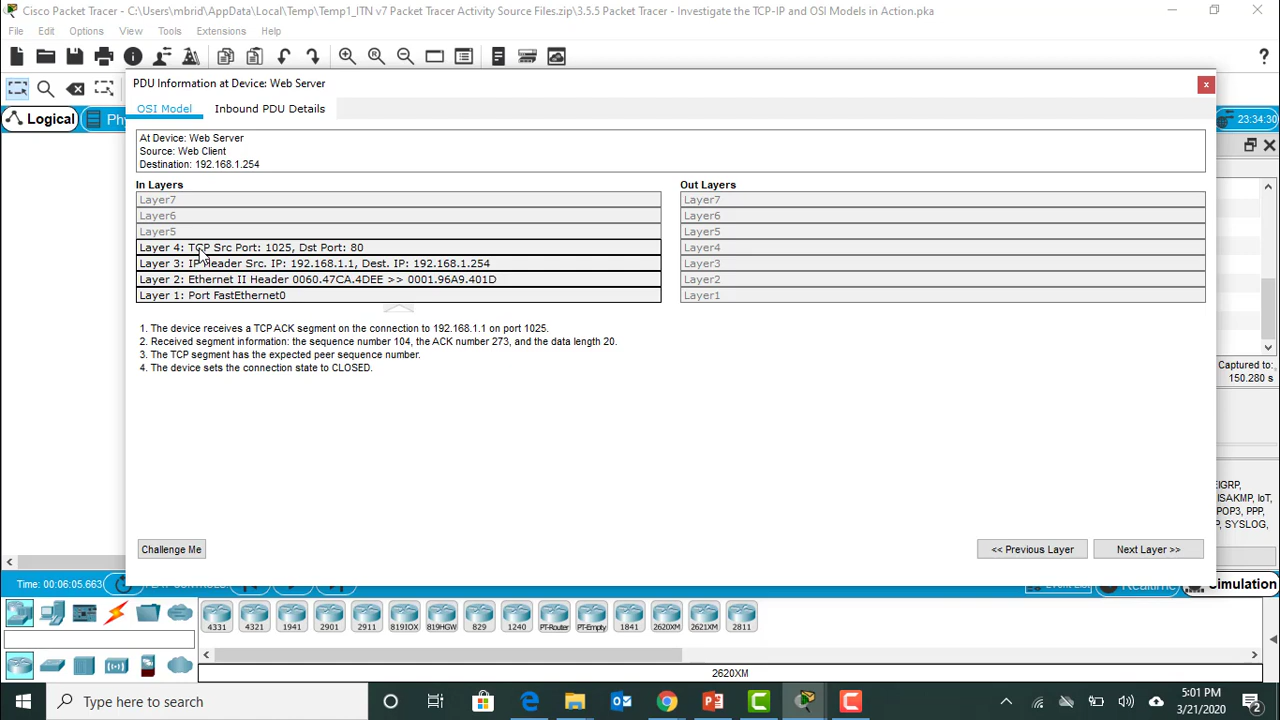 Cisco Packet Tracer - C:\Users\mbrid\AppData\Local\Temp\Temp1_ITN v7 Packet Tracer Activity Source Files.zip\3.5.5 Packet Tracer - Investigate the TCP-IP and OSI Models in Action.pka
File Edit Options View Tools Extensions Help
PDU Information at Device: Web Server
OSI Model Inbound PDU Details
Logical
At Device: Web Server
Source: Web Client
Destination: 192.168.1.254
23:34:30
In Layers Out Layers
Layer7 Layer7
Layer6 Layer6
Layer5 Layer5
Layer 4: TCP Src Port: 1025, Dst Port: 80 Layer4
Layer 3: IP Header Src. IP: 192.168.1.1, Dest. IP: 192.168.1.254 Layer3
Layer 2: Ethernet II Header 0060.47CA.4DEE >> 0001.96A9.401D Layer2
Layer 1: Port FastEthernet0 Layer1
1. The device receives a TCP ACK segment on the connection to 192.168.1.1 on port 1025.
2. Received segment information: the sequence number 104, the ACK number 273, and the data length 20.
3. The TCP segment has the expected peer sequence number.
4. The device sets the connection state to CLOSED.
Captured to:
150.280 s
EIGRP,
ISAKMP, IoT,
POP3, PPP,
P, SYSLOG,
Challenge Me << Previous Layer Next Layer >>
Time: 00:06:05.663 Realtime Simulation
4331 4321 1941 2901 2911 819IOX 819HGW 829 1240 PT-Router PT-Empty 1841 2620XM 2621XM 2811
2620XM
Type here to search
5:01 PM
3/21/2020
2